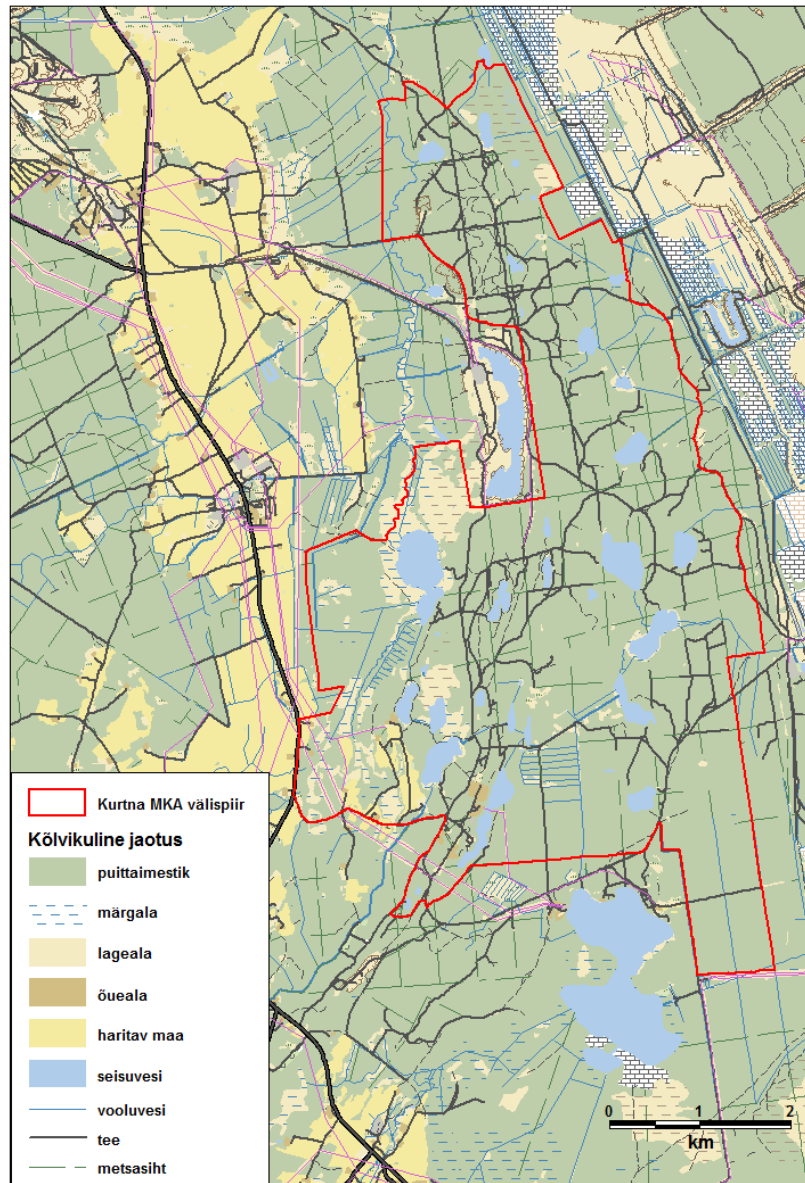 Kurtna MKA välispiir
Kõlvikuline jaotus
puittaimestik
märgala
lageala
õueala
haritav maa
seisuvesi
vooluvesi
tee
metsasiht
0 1 2
km